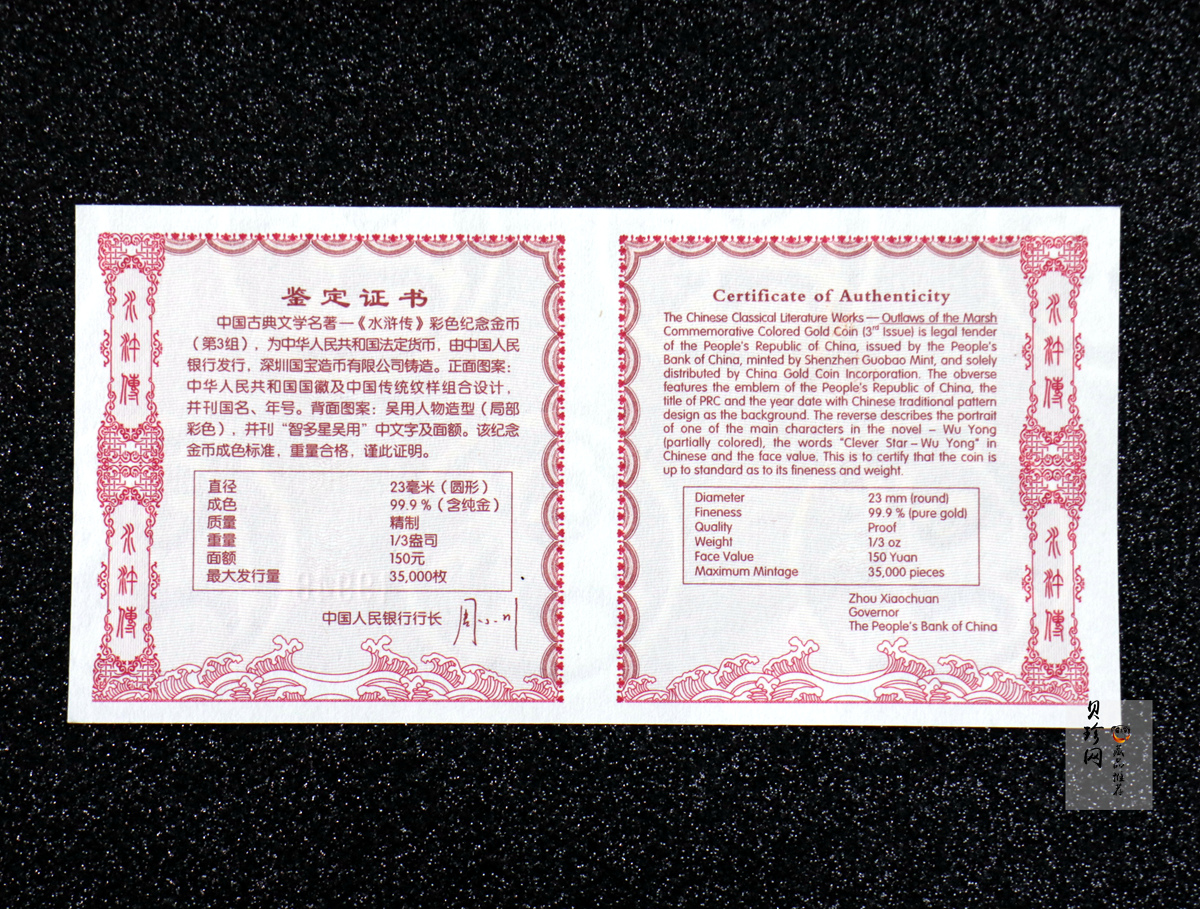 鉴定证书
中国古典文学名著—《水浒传》彩色纪念金币
（第3组），为中华人民共和国法定货币，由中国人民
银行发行，深圳国宝造币有限公司铸造。正面图案：
中华人民共和国国徽及中国传统纹样组合设计，
并刊国名、年号。背面图案：吴用人物造型（局部
彩色），并刊“智多星吴用”中文字及面额。该纪念
金币成色标准，重量合格，谨此证明。
直径 23毫米（圆形）
成色 99.9％（含纯金）
质量 精制
重量 1/3盎司
面额 150元
最大发行量 35,000枚
中国人民银行行长 周小川
水浒傳
水浒傳
Certificate of Authenticity
The Chinese Classical Literature Works — Outlaws of the Marsh
Commemorative Colored Gold Coin (3rd Issue) is legal tender
of the People's Republic of China, issued by the People's
Bank of China, minted by Shenzhen Guobao Mint, and solely
distributed by China Gold Coin Incorporation. The obverse
features the emblem of the People's Republic of China, the
title of PRC and the year date with Chinese traditional pattern
design as the background. The reverse describes the portrait
of one of the main characters in the novel – Wu Yong
(partially colored), the words "Clever Star – Wu Yong" in
Chinese and the face value. This is to certify that the coin is
up to standard as to its fineness and weight.
Diameter 23 mm (round)
Fineness 99.9 % (pure gold)
Quality Proof
Weight 1/3 oz
Face Value 150 Yuan
Maximum Mintage 35,000 pieces
Zhou Xiaochuan
Governor
The People's Bank of China
水浒傳
水浒傳
贝珍网